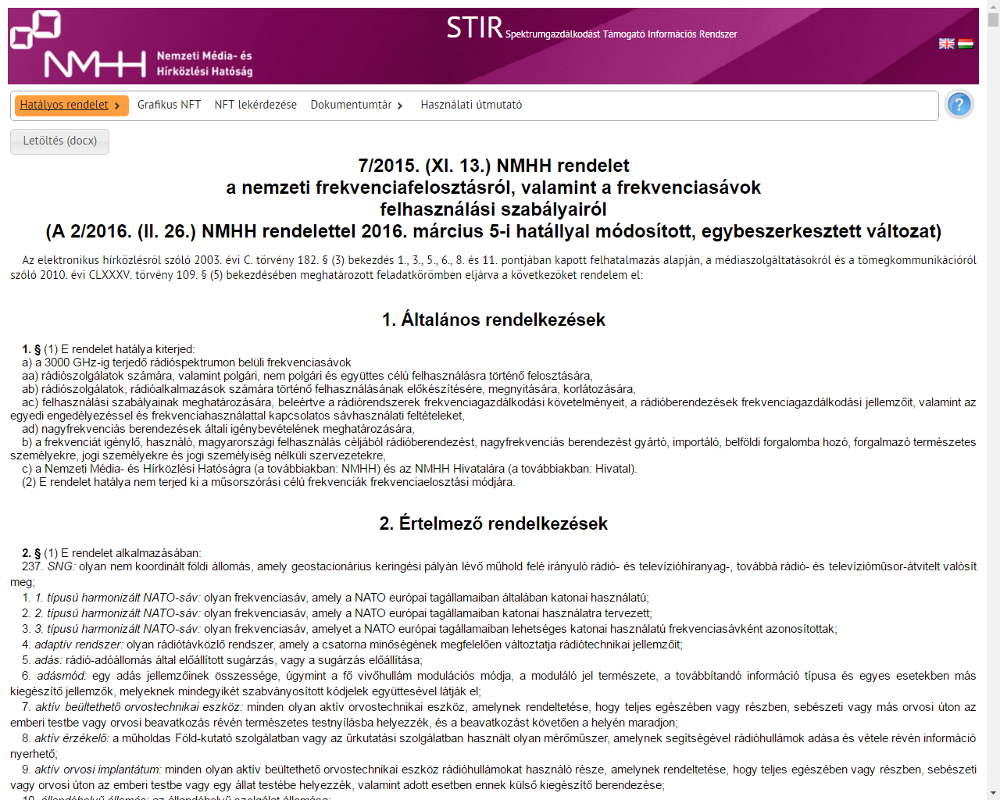 STIR Spektrumgazdálkodást Támogató Információs Rendszer
NMHH Nemzeti Média- és
Hírközlési Hatóság
Hatályos rendelet Grafikus NFT NFT lekérdezése Dokumentumtár Használati útmutató
Letöltés (docx)
7/2015. (XI. 13.) NMHH rendelet
a nemzeti frekvenciafelosztásról, valamint a frekvenciasávok
felhasználási szabályairól
(A 2/2016. (II. 26.) NMHH rendelettel 2016. március 5-i hatállyal módosított, egybeszerkesztett változat)
Az elektronikus hírközlésről szóló 2003. évi C. törvény 182. § (3) bekezdés 1., 3., 5., 6., 8. és 11. pontjában kapott felhatalmazás alapján, a médiaszolgáltatásokról és a tömegkommunikációról
szóló 2010. évi CLXXXV. törvény 109. § (5) bekezdésében meghatározott feladatkörömben eljárva a következőket rendelem el:
1. Általános rendelkezések
1. § (1) E rendelet hatálya kiterjed:
a) a 3000 GHz-ig terjedő rádióspektrumon belüli frekvenciasávok
aa) rádiószolgálatok számára, valamint polgári, nem polgári és együttes célú felhasználásra történő felosztására,
ab) rádiószolgálatok, rádióalkalmazások számára történő felhasználásának előkészítésére, megnyitására, korlátozására,
ac) felhasználási szabályainak meghatározására, beleértve a rádiórendszerek frekvenciagazdálkodási követelményeit, a rádióberendezések frekvenciagazdálkodási jellemzőit, valamint az
egyedi engedélyezéssel és frekvenciahasználattal kapcsolatos sávhasználati feltételeket,
ad) nagyfrekvenciás berendezések általi igénybevételének meghatározására,
b) a frekvenciát igénylő, használó, magyarországi felhasználás céljából rádióberendezést, nagyfrekvenciás berendezést gyártó, importáló, belföldi forgalomba hozó, forgalmazó természetes
személyekre, jogi személyekre és jogi személyiség nélküli szervezetekre,
c) a Nemzeti Média- és Hírközlési Hatóságra (a továbbiakban: NMHH) és az NMHH Hivatalára (a továbbiakban: Hivatal).
(2) E rendelet hatálya nem terjed ki a műsorszórási célú frekvenciák frekvenciaelosztási módjára.
2. Értelmező rendelkezések
2. § (1) E rendelet alkalmazásában:
237. SNG: olyan nem koordinált földi állomás, amely geostacionárius keringési pályán lévő műhold felé irányuló rádió- és televízióhíranyag-, továbbá rádió- és televízióműsor-átvitelt valósít
meg;
1. 1. típusú harmonizált NATO-sáv: olyan frekvenciasáv, amely a NATO európai tagállamaiban általában katonai használatú;
2. 2. típusú harmonizált NATO-sáv: olyan frekvenciasáv, amely a NATO európai tagállamaiban katonai használatra tervezett;
3. 3. típusú harmonizált NATO-sáv: olyan frekvenciasáv, amelyet a NATO európai tagállamaiban lehetséges katonai használatú frekvenciasávként azonosítottak;
4. adaptív rendszer: olyan rádiótávközlő rendszer, amely a csatorna minőségének megfelelően változtatja rádiótechnikai jellemzőit;
5. adás: rádió-adóállomás által előállított sugárzás, vagy a sugárzás előállítása;
6. adásmód: egy adás jellemzőinek összessége, úgymint a fő vivőhullám modulációs módja, a moduláló jel természete, a továbbítandó információ típusa és egyes esetekben más
kiegészítő jellemzők, melyeknek mindegyikét szabványosított kódjelek együttesével látják el;
7. aktív beültethető orvostechnikai eszköz: minden olyan aktív orvostechnikai eszköz, amelynek rendeltetése, hogy teljes egészében vagy részben, sebészeti vagy más orvosi úton az
emberi testbe vagy orvosi beavatkozás révén természetes testnyílásba helyezzék, és a beavatkozást követően a helyén maradjon;
8. aktív érzékelő: a műholdas Föld-kutató szolgálatban vagy az űrkutatási szolgálatban használt olyan mérőműszer, amelynek segítségével rádióhullámok adása és vétele révén információ
nyerhető;
9. aktív orvosi implantátum: minden olyan aktív beültethető orvostechnikai eszköz rádióhullámokat használó része, amelynek rendeltetése, hogy teljes egészében vagy részben, sebészeti
vagy orvosi úton az emberi testbe vagy egy állat testébe helyezzék, valamint adott esetben ennek külső kiegészítő berendezése;
10. állandóhelyű állomás: az állandóhelyű szolgálat állomása;